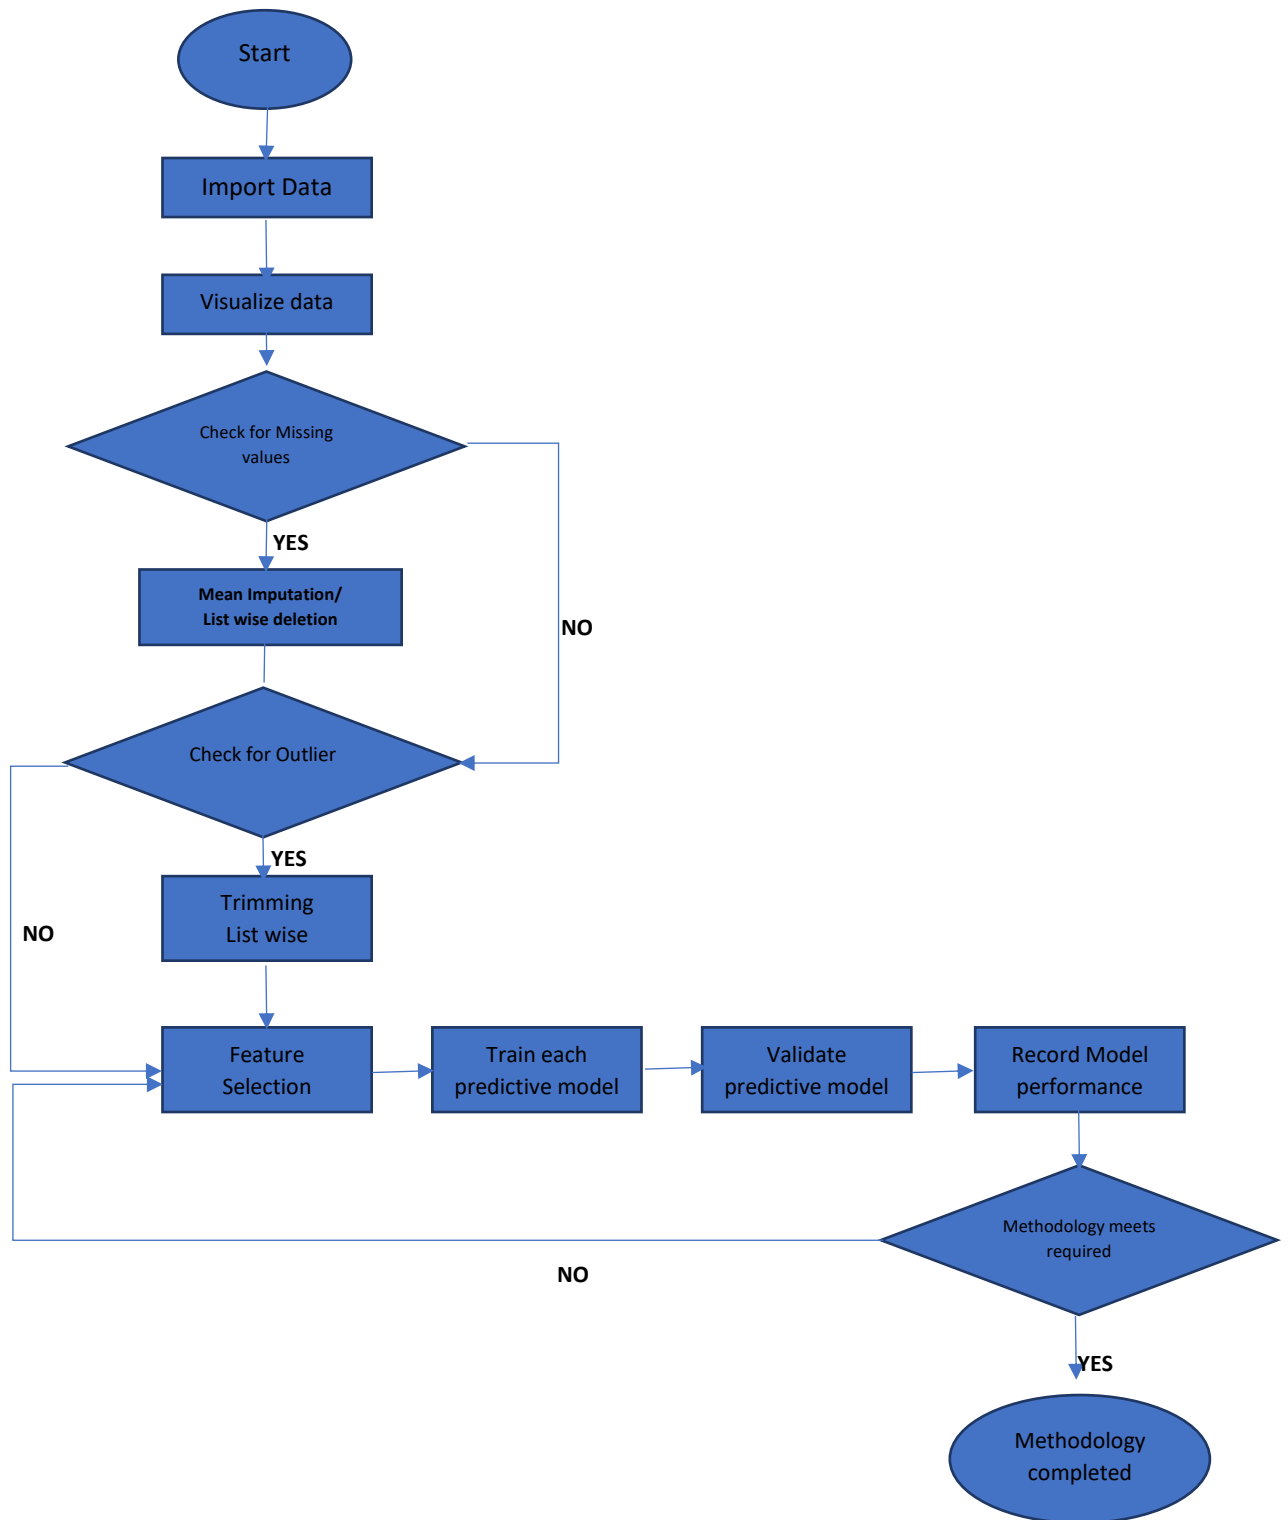 Start
Import Data
Visualize data
Check for Missing
values
YES
Mean Imputation/
List wise deletion
NO
Check for Outlier
YES
Trimming
List wise
NO
Feature
Selection
Train each
predictive model
Validate
predictive model
Record Model
performance
Methodology meets
required
NO
YES
Methodology
completed